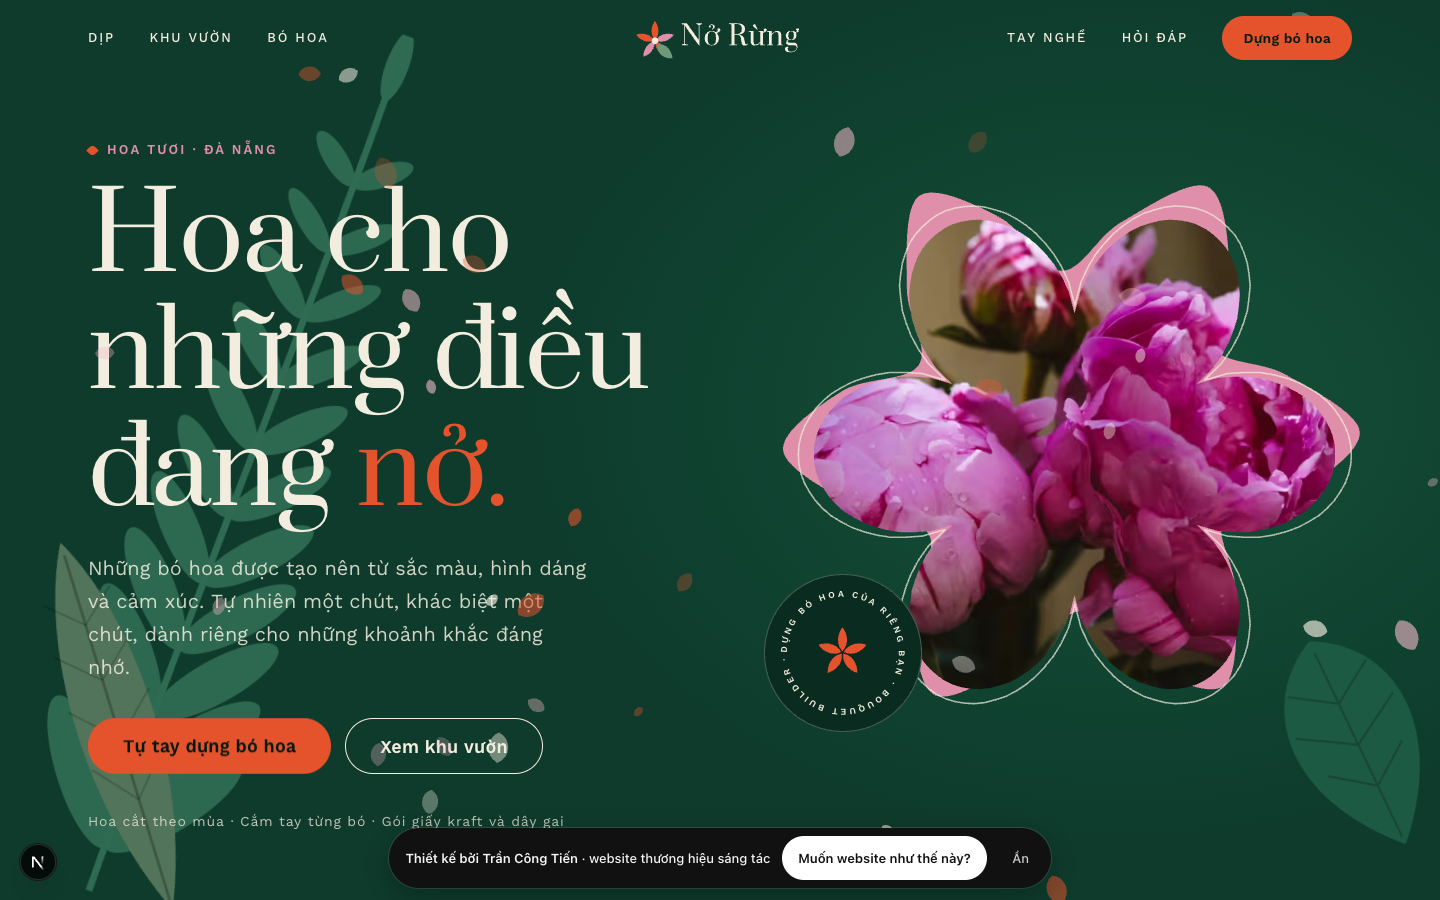 DỊP
KHU VƯỜN
BÓ HOA
Nở Rừng
TAY NGHỀ
HỎI ĐÁP
Dựng bó hoa
HOA TƯƠI · ĐÀ NẴNG
Hoa cho
những điều
đang nở.
Những bó hoa được tạo nên từ sắc màu, hình dáng
và cảm xúc. Tự nhiên một chút, khác biệt một
chút, dành riêng cho những khoảnh khắc đáng
nhớ.
DỰNG BÓ HOA CỦA RIÊNG BẠN · BOUQUET BUILDER ·
Tự tay dựng bó hoa
Xem khu vườn
Hoa cắt theo mùa · Cắm tay từng bó · Gói giấy kraft và dây gai
N
Thiết kế bởi Trần Công Tiến · website thương hiệu sáng tác
Muốn website như thế này?
Ẩn